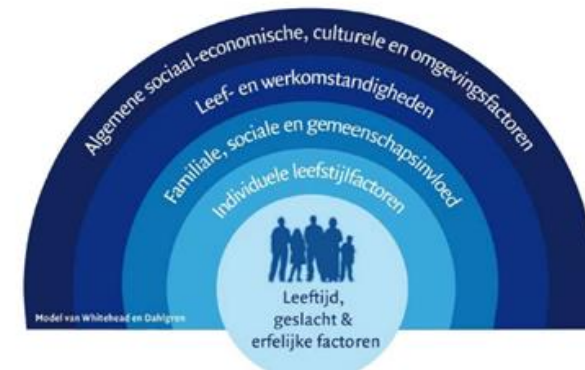 Algemene sociaal-economische, culturele en omgevingsfactoren
Leef- en werkomstandigheden
Familiale, sociale en gemeenschapsinvloed
Individuele leefstijlfactoren
Leeftijd,
geslacht &
erfelijke factoren
Model van Whitehead en Dahlgren